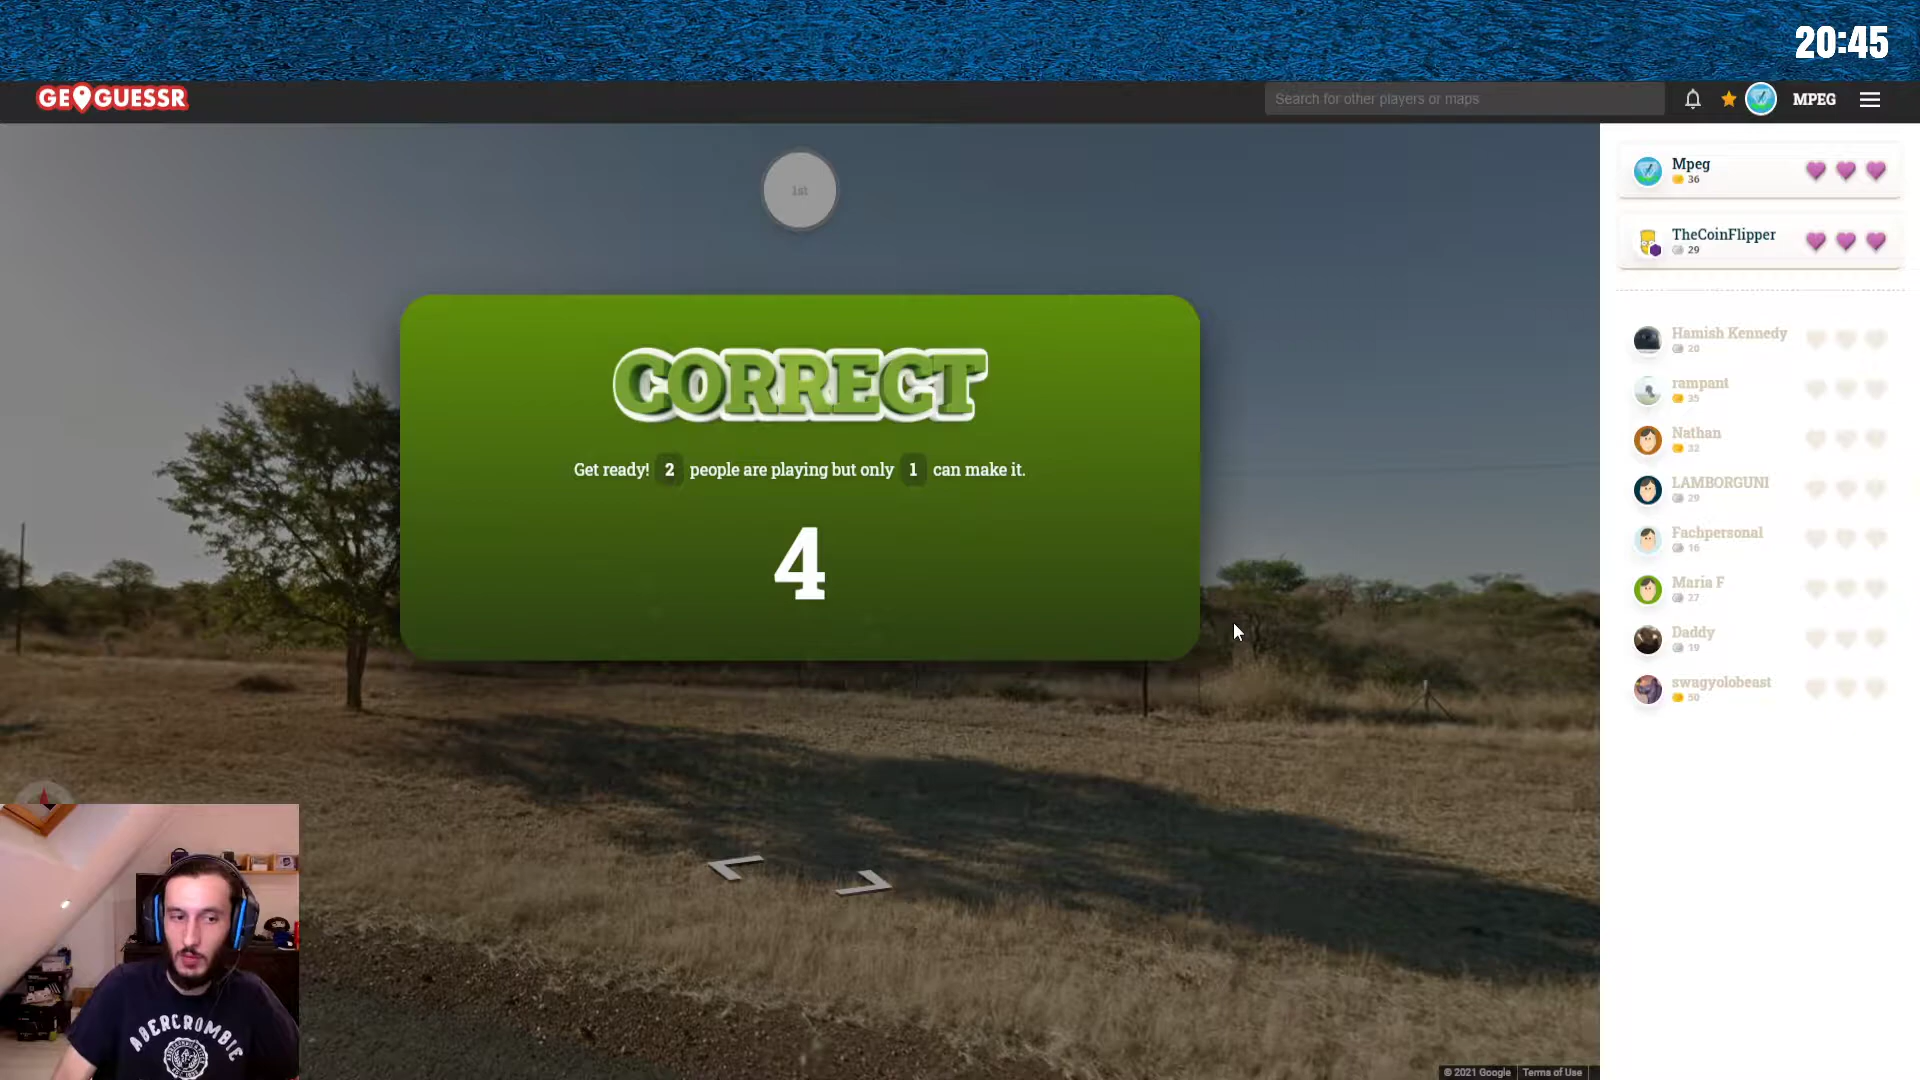 20:45
GEOGUESSR
Search for other players or maps
MPEG
1st
CORRECT
Get ready! 2 people are playing but only 1 can make it.
4
Mpeg
36
TheCoinFlipper
29
Hamish Kennedy
20
rampant
35
Nathan
32
LAMBORGUNI
29
Fachpersonal
16
Maria F
27
Daddy
19
swagyolobeast
50
ABERCROMBIE
© 2021 Google
Terms of Use